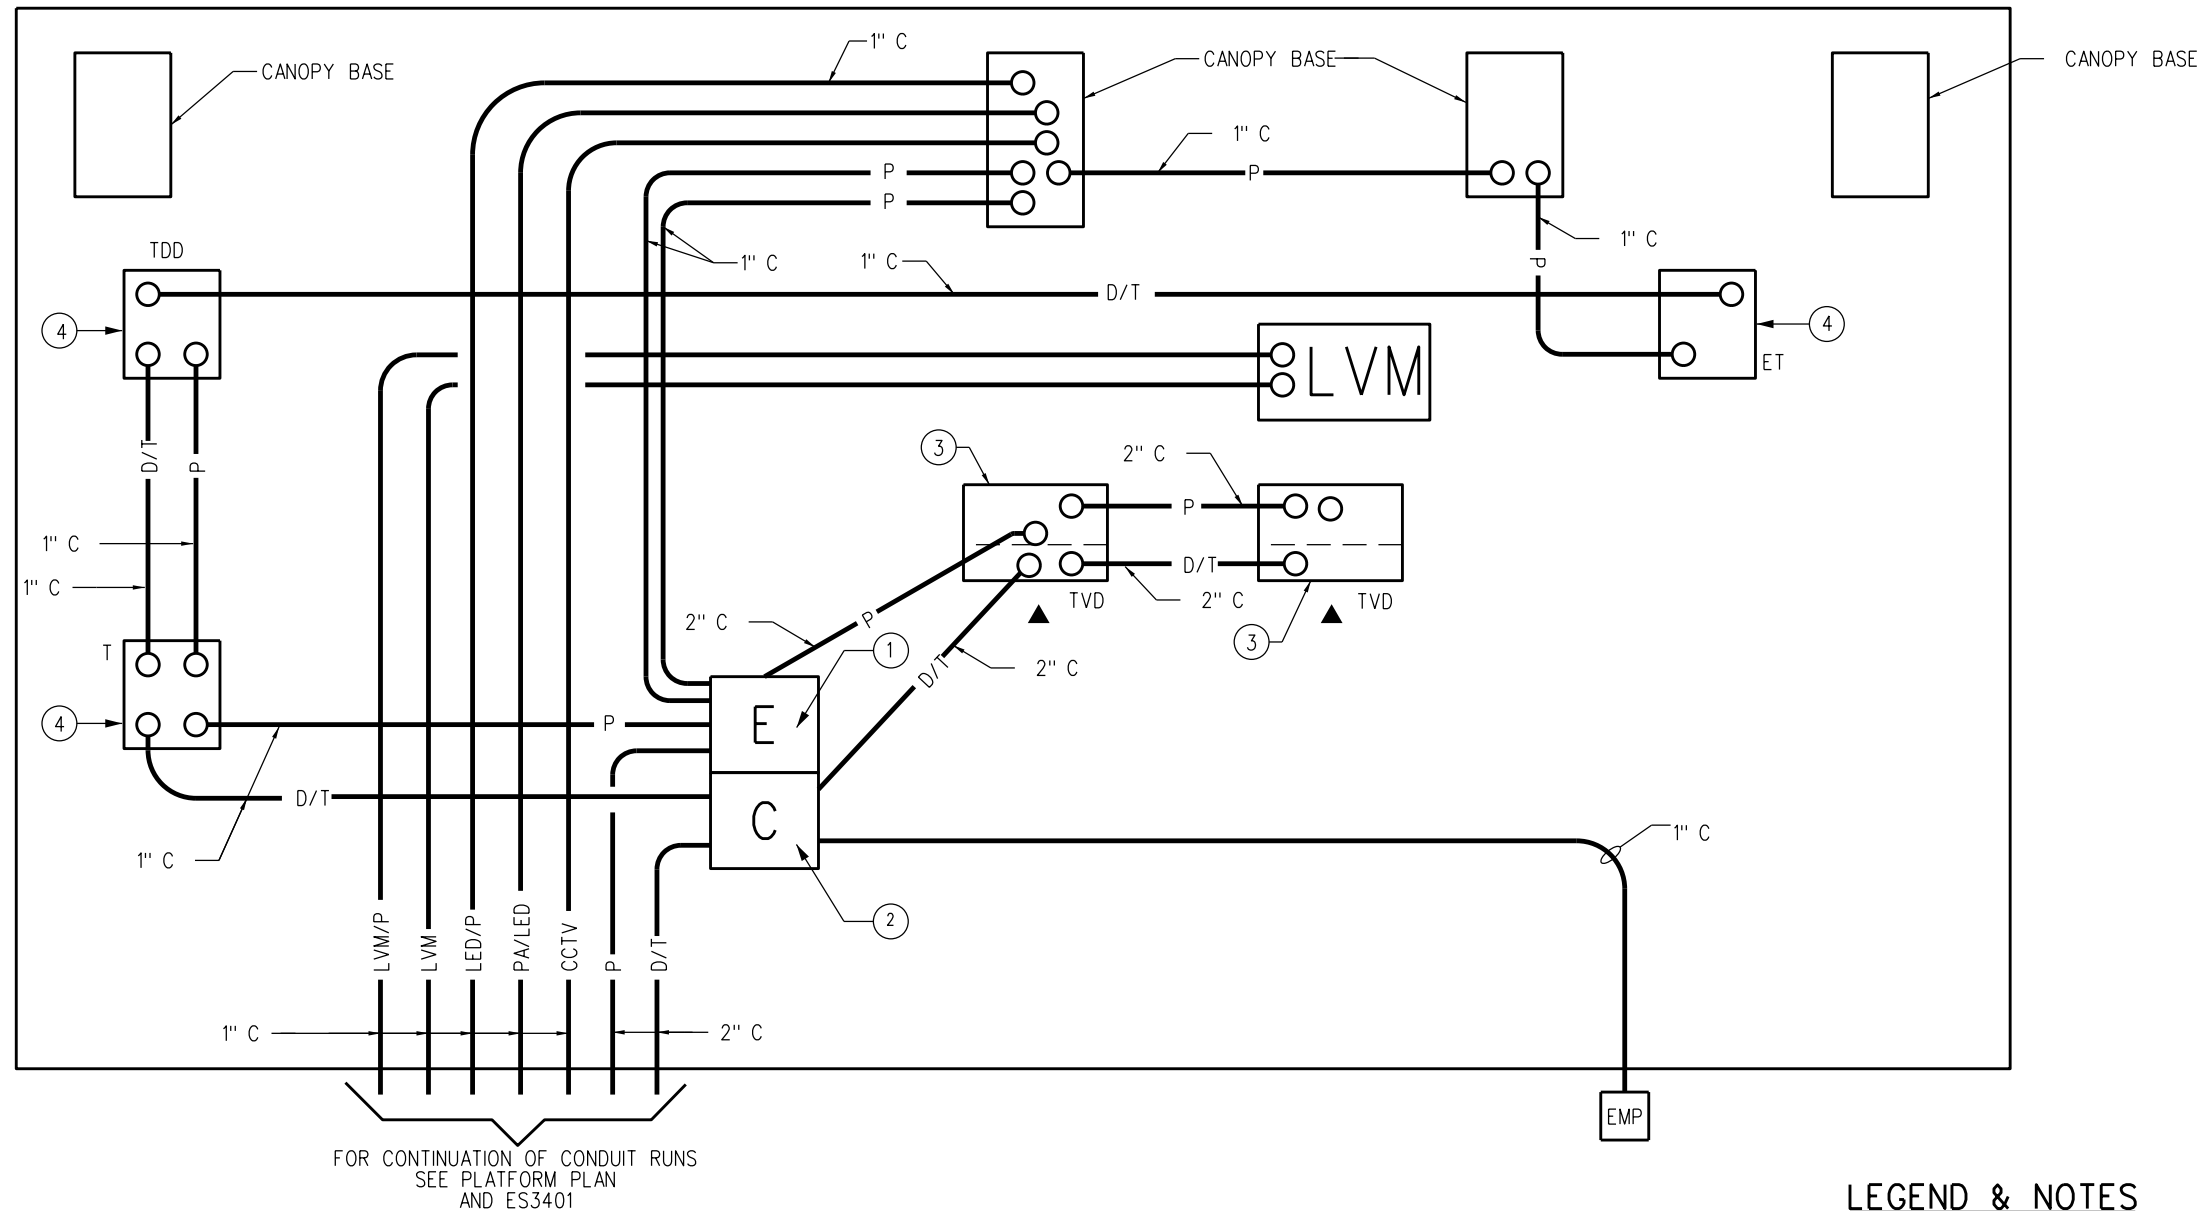 1" C
CANOPY BASE
CANOPY BASE
CANOPY BASE
1" C
P
P
P
TDD
1" C
1" C
1" C
P
D/T
4
4
ET
LVM
D/T
P
3
2" C
P
1" C
D/T
1" C
TVD
2" C
TVD
3
2" C
P
1
D/T
2" C
T
4
P
E
D/T
C
1" C
1" C
2
LVM/P
LVM
LED/P
PA/LED
CCTV
P
D/T
1" C
2" C
EMP
FOR CONTINUATION OF CONDUIT RUNS
SEE PLATFORM PLAN
AND ES3401
LEGEND & NOTES